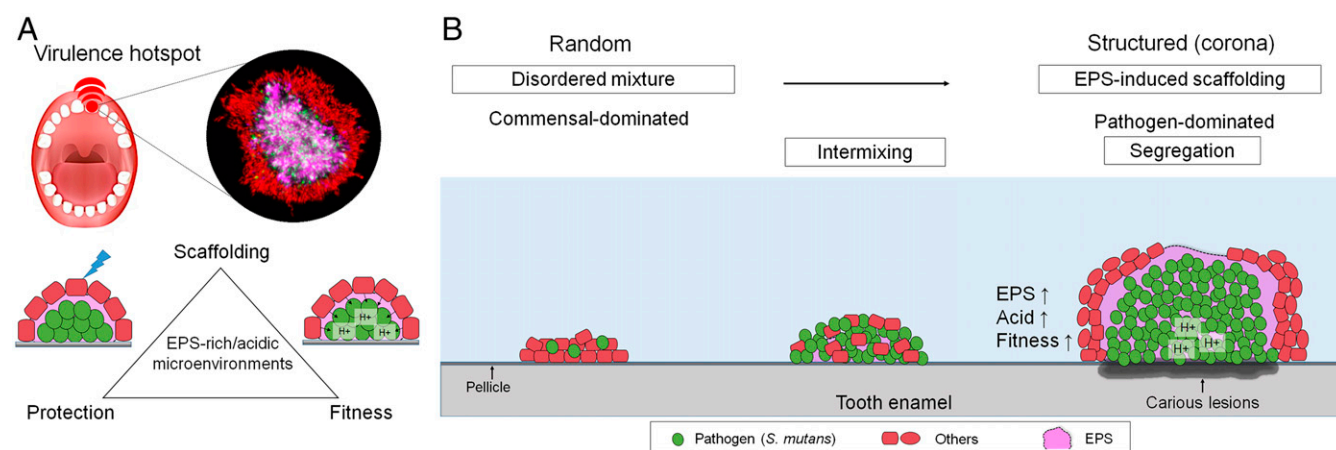 A
Virulence hotspot
Scaffolding
H+
H+
H+
EPS-rich/acidic
microenvironments
Protection
Fitness
B
Random
Structured (corona)
Disordered mixture
EPS-induced scaffolding
Commensal-dominated
Pathogen-dominated
Intermixing
Segregation
EPS ↑
Acid ↑
Fitness ↑
H+
H+
H+
Pellicle
Tooth enamel
Carious lesions
Pathogen (S. mutans)
Others
EPS